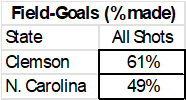 Field-Goals (%made)
State All Shots
Clemson 61%
N. Carolina 49%